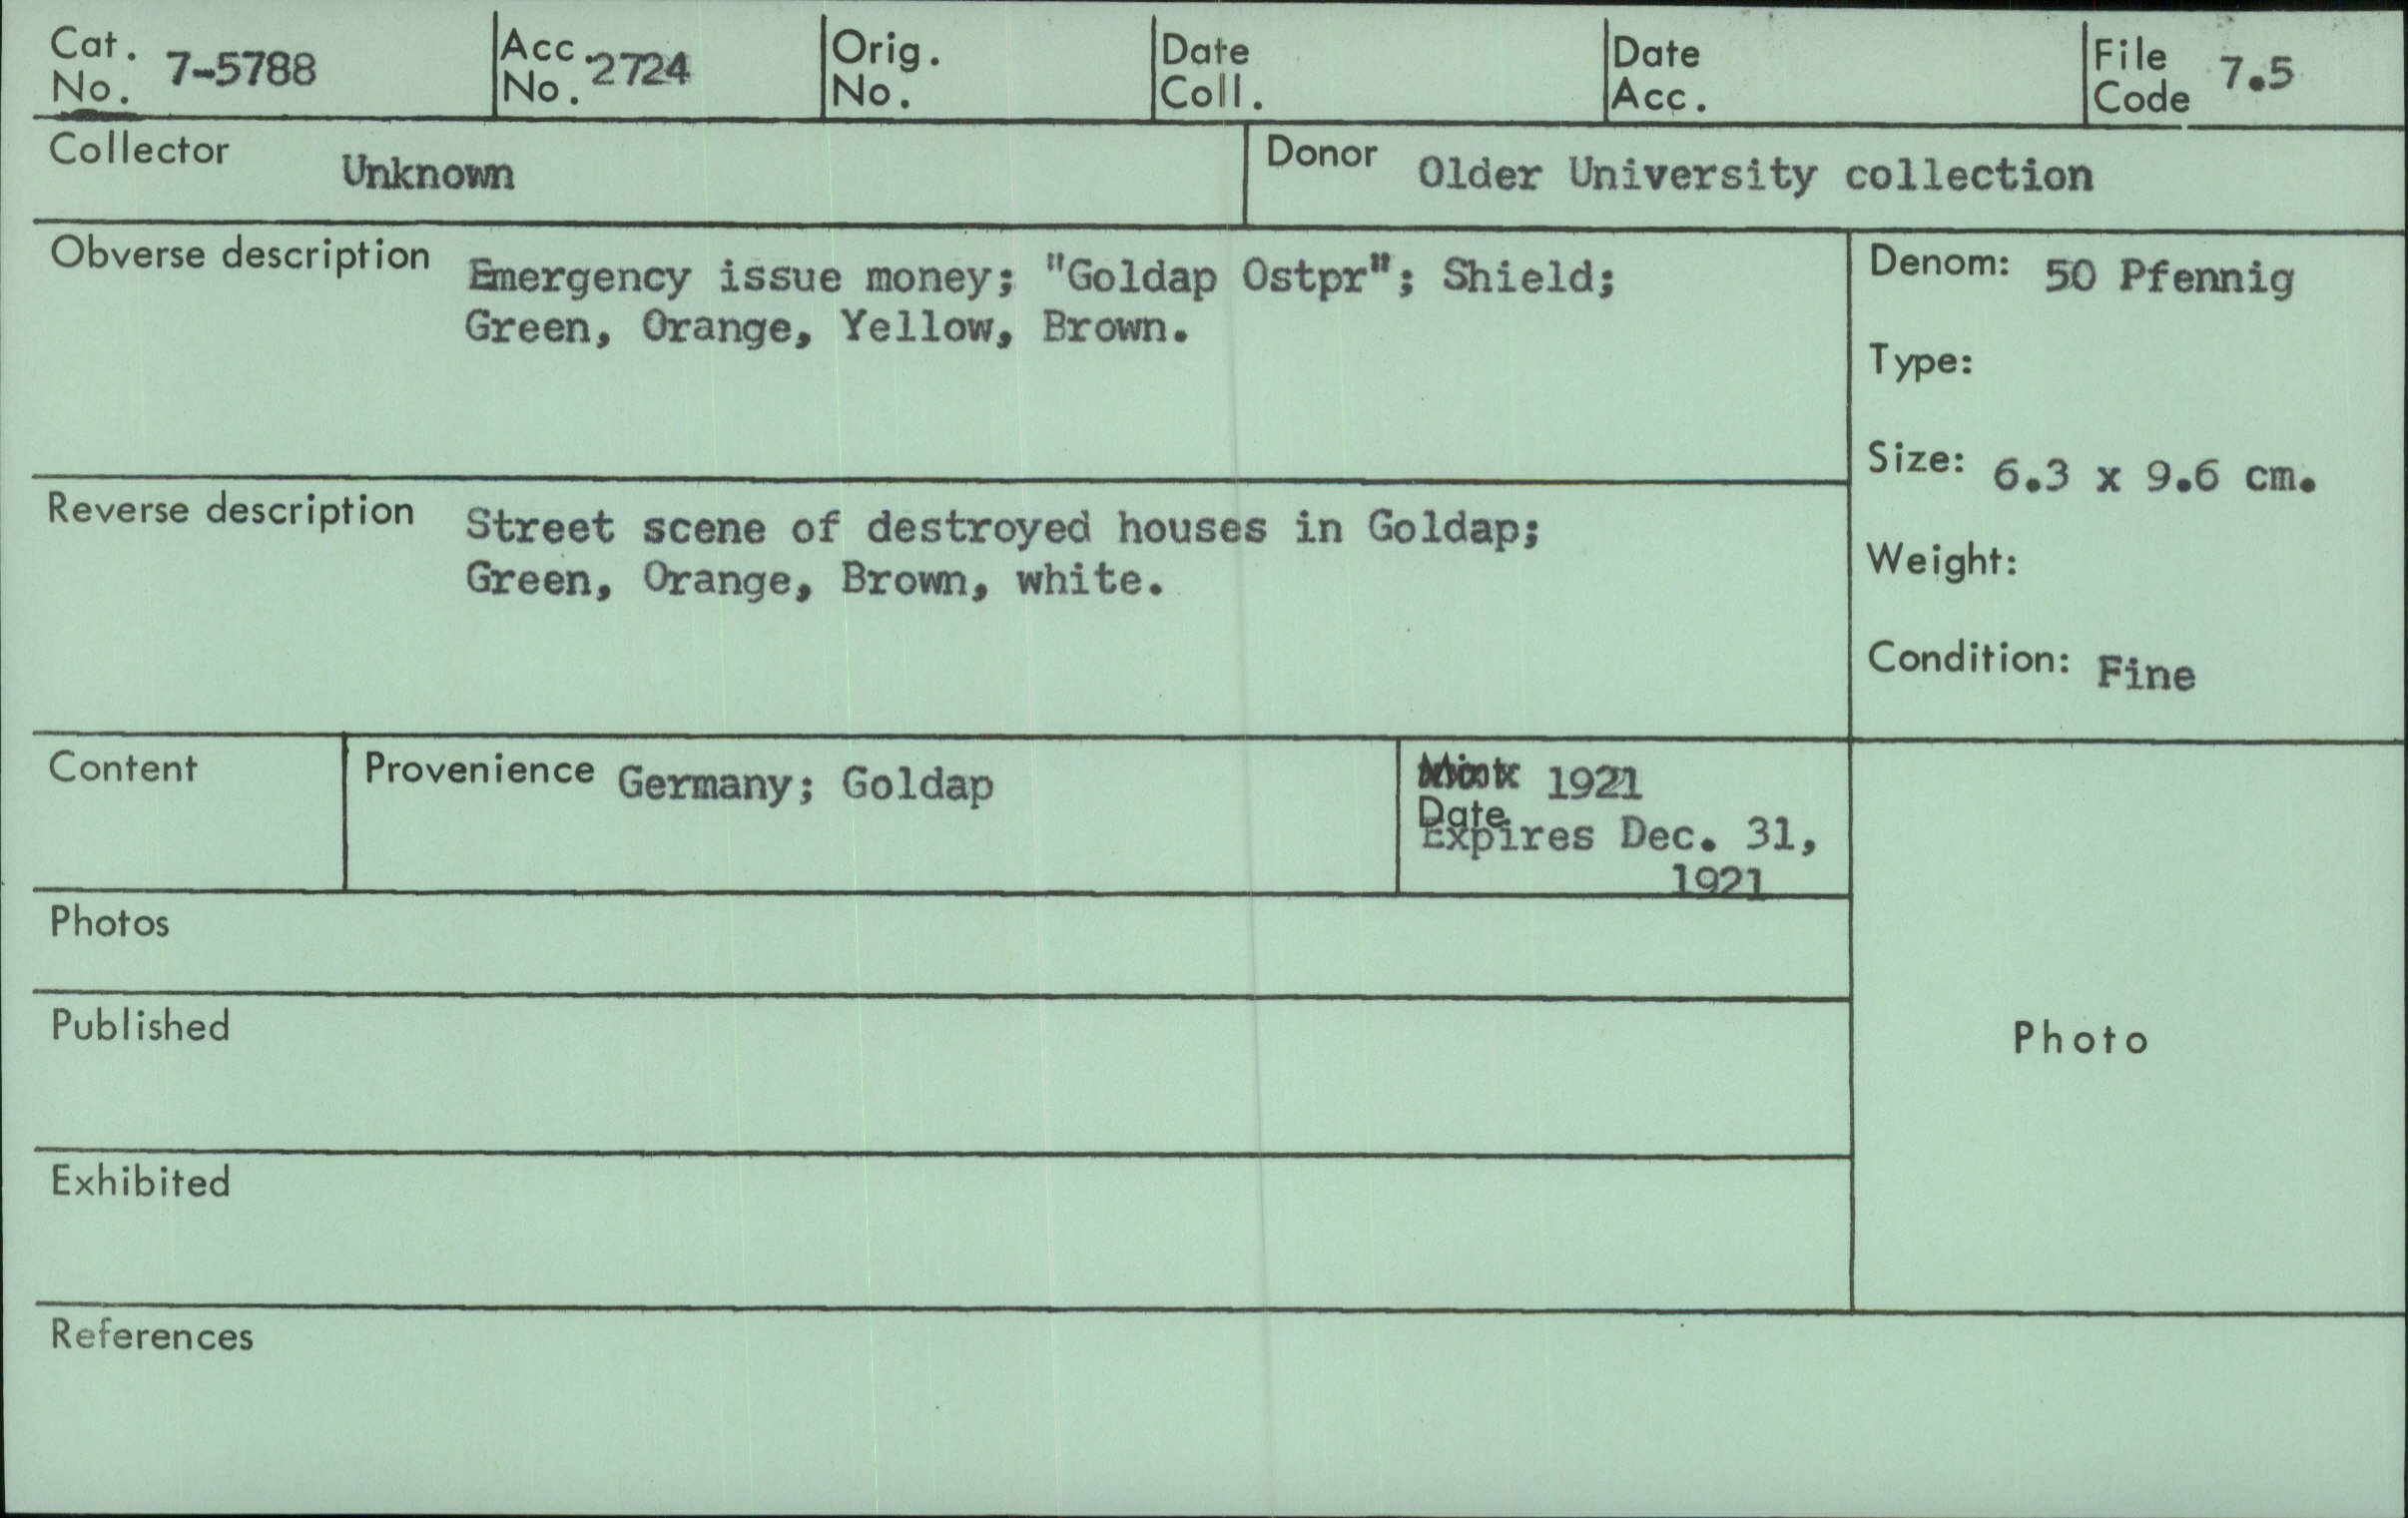 Cat. No. 7-5788
Acc. No. 2724
Orig. No.
Date Coll.
Date Acc.
File Code 7.5
Collector Unknown
Donor Older University collection
Obverse description Emergency issue money; "Goldap Ostpr"; Shield;
Green, Orange, Yellow, Brown.
Denom: 50 Pfennig
Type:
Size: 6.3 x 9.6 cm.
Weight:
Condition: Fine
Reverse description Street scene of destroyed houses in Goldap;
Green, Orange, Brown, white.
Content
Provenience Germany; Goldap
Mint 1921
Date
Expires Dec. 31,
1921
Photos
Published
Photo
Exhibited
References